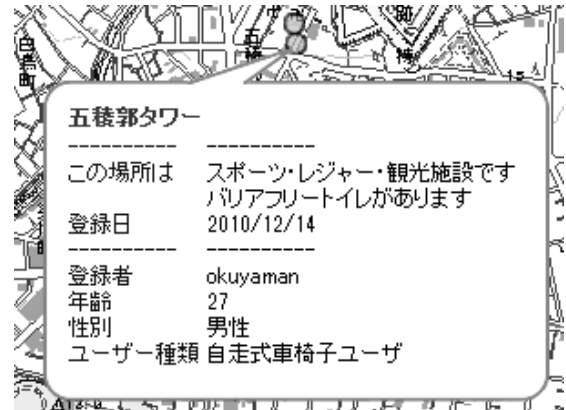 五稜郭タワー
---------- ----------
この場所は スポーツ・レジャー・観光施設です
バリアフリートイレがあります
登録日 2010/12/14
---------- ----------
登録者 okuyaman
年齢 27
性別 男性
ユーザー種類 自走式車椅子ユーザ